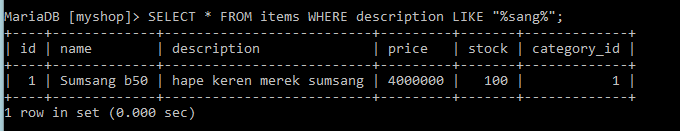 MariaDB [myshop]> SELECT * FROM items WHERE description LIKE "%sang%";
+----+-------------+---------------------------+---------+-------+-------------+
| id | name | description | price | stock | category_id |
+----+-------------+---------------------------+---------+-------+-------------+
| 1 | Sumsang b50 | hape keren merek sumsang | 4000000 | 100 | 1 |
+----+-------------+---------------------------+---------+-------+-------------+
1 row in set (0.000 sec)